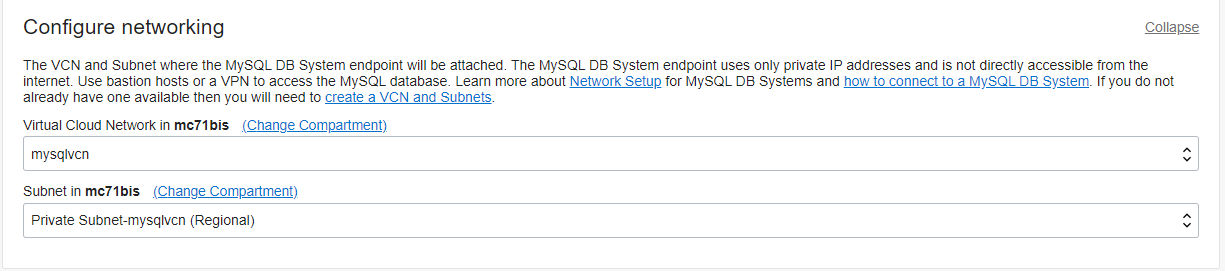 Configure networking
Collapse
The VCN and Subnet where the MySQL DB System endpoint will be attached. The MySQL DB System endpoint uses only private IP addresses and is not directly accessible from the
internet. Use bastion hosts or a VPN to access the MySQL database. Learn more about Network Setup for MySQL DB Systems and how to connect to a MySQL DB System. If you do not
already have one available then you will need to create a VCN and Subnets.
Virtual Cloud Network in mc71bis (Change Compartment)
mysqlvcn
Subnet in mc71bis (Change Compartment)
Private Subnet-mysqlvcn (Regional)